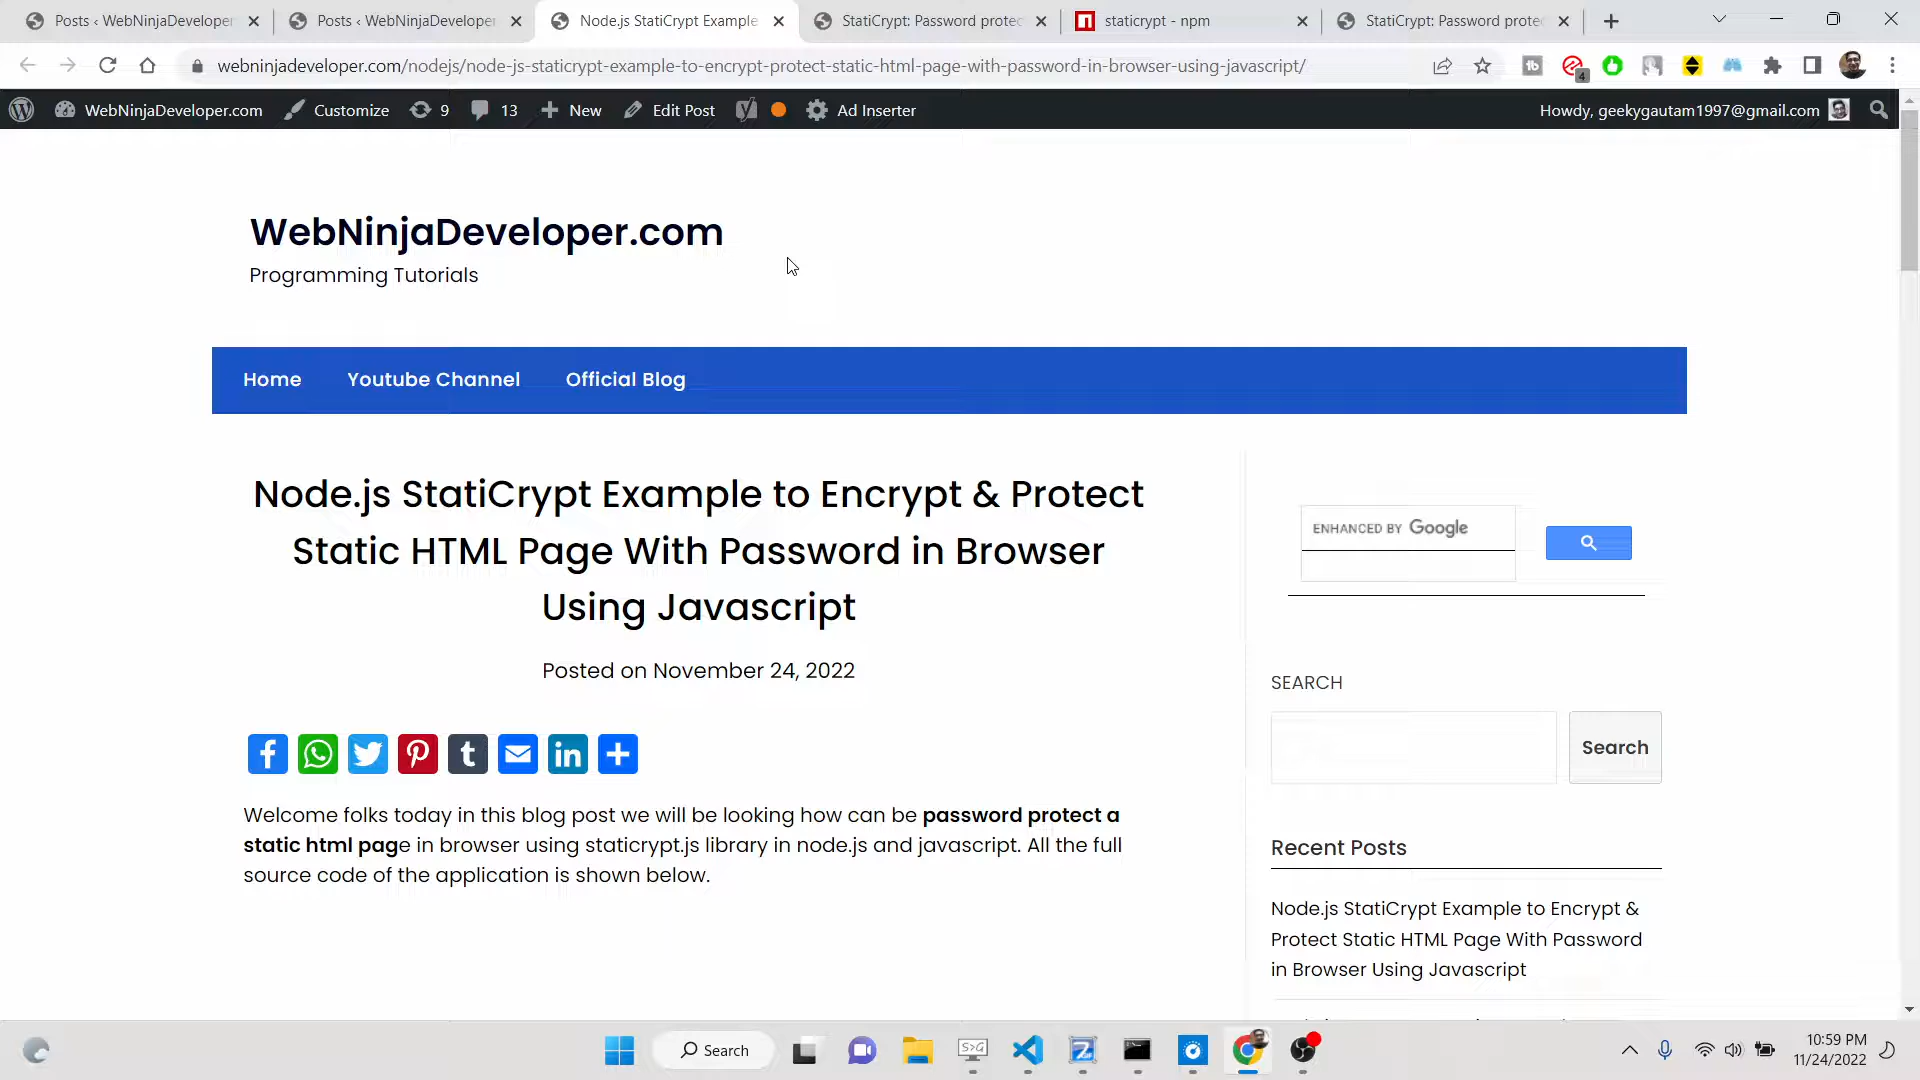 Posts ‹ WebNinjaDeveloper
Posts ‹ WebNinjaDeveloper
Node.js StatiCrypt Example
StatiCrypt: Password protec
staticrypt - npm
StatiCrypt: Password protec
webninjadeveloper.com/nodejs/node-js-staticrypt-example-to-encrypt-protect-static-html-page-with-password-in-browser-using-javascript/
4
WebNinjaDeveloper.com
Customize
9
13
New
Edit Post
Ad Inserter
Howdy, geekygautam1997@gmail.com
WebNinjaDeveloper.com
Programming Tutorials
Home
Youtube Channel
Official Blog
Node.js StatiCrypt Example to Encrypt & Protect
Static HTML Page With Password in Browser
Using Javascript
Posted on November 24, 2022
Welcome folks today in this blog post we will be looking how can be password protect a
static html page in browser using staticrypt.js library in node.js and javascript. All the full
source code of the application is shown below.
ENHANCED BY Google
SEARCH
Search
Recent Posts
Node.js StatiCrypt Example to Encrypt &
Protect Static HTML Page With Password
in Browser Using Javascript
Search
10:59 PM
11/24/2022